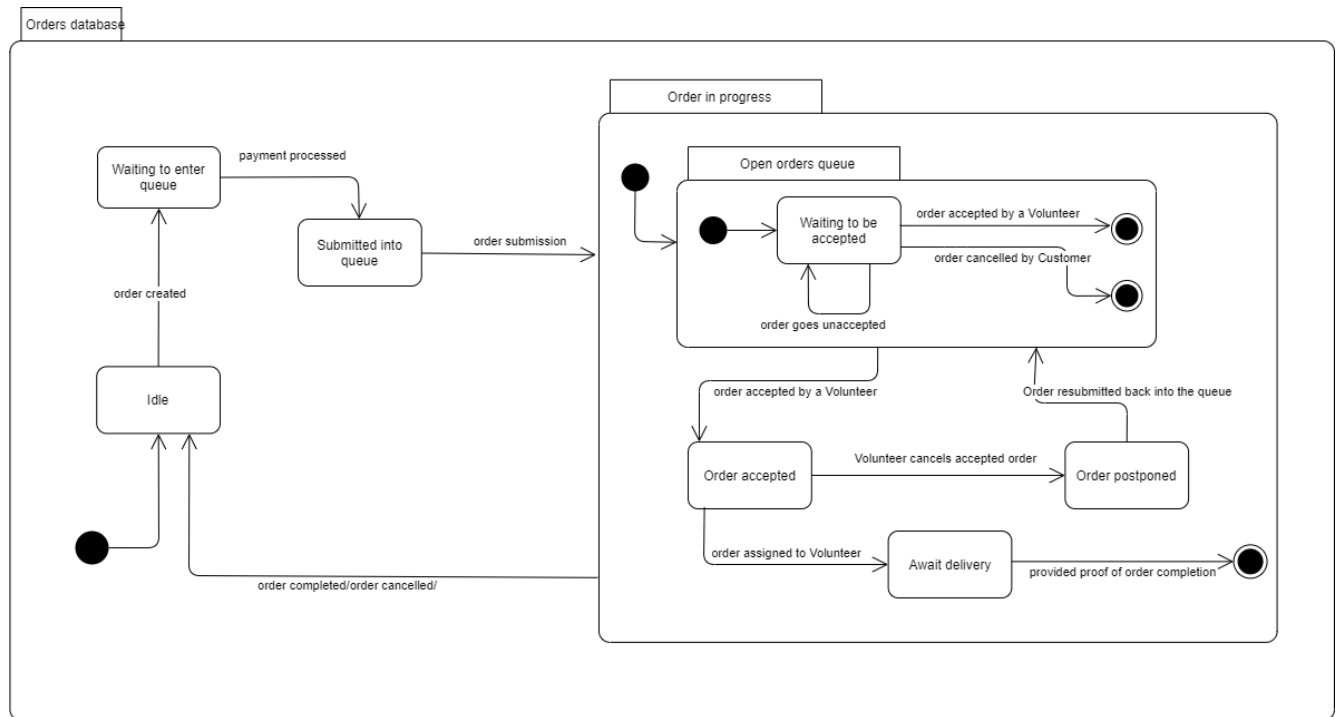 Orders database
Order in progress
Open orders queue
Waiting to enter
queue
payment processed
Submitted into
queue
order submission
Waiting to be
accepted
order accepted by a Volunteer
order cancelled by Customer
order goes unaccepted
order created
Idle
order accepted by a Volunteer
Order resubmitted back into the queue
Order accepted
Volunteer cancels accepted order
Order postponed
order assigned to Volunteer
Await delivery
provided proof of order completion
order completed/order cancelled/